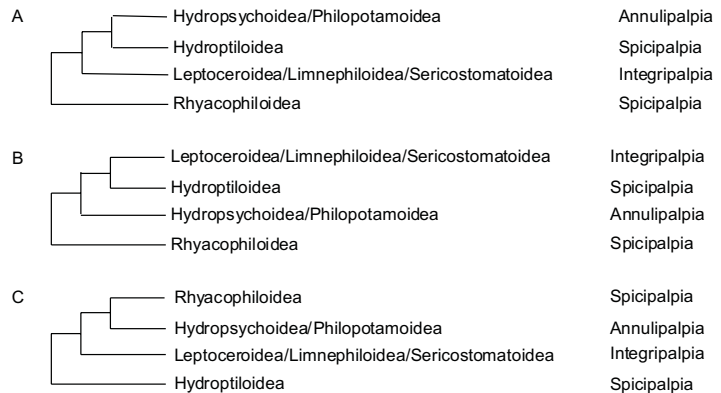 A Hydropsychoidea/Philopotamoidea Annulipalpia
Hydroptiloidea Spicipalpia
Leptoceroidea/Limnephiloidea/Sericostomatoidea Integripalpia
Rhyacophiloidea Spicipalpia
B Leptoceroidea/Limnephiloidea/Sericostomatoidea Integripalpia
Hydroptiloidea Spicipalpia
Hydropsychoidea/Philopotamoidea Annulipalpia
Rhyacophiloidea Spicipalpia
C Rhyacophiloidea Spicipalpia
Hydropsychoidea/Philopotamoidea Annulipalpia
Leptoceroidea/Limnephiloidea/Sericostomatoidea Integripalpia
Hydroptiloidea Spicipalpia